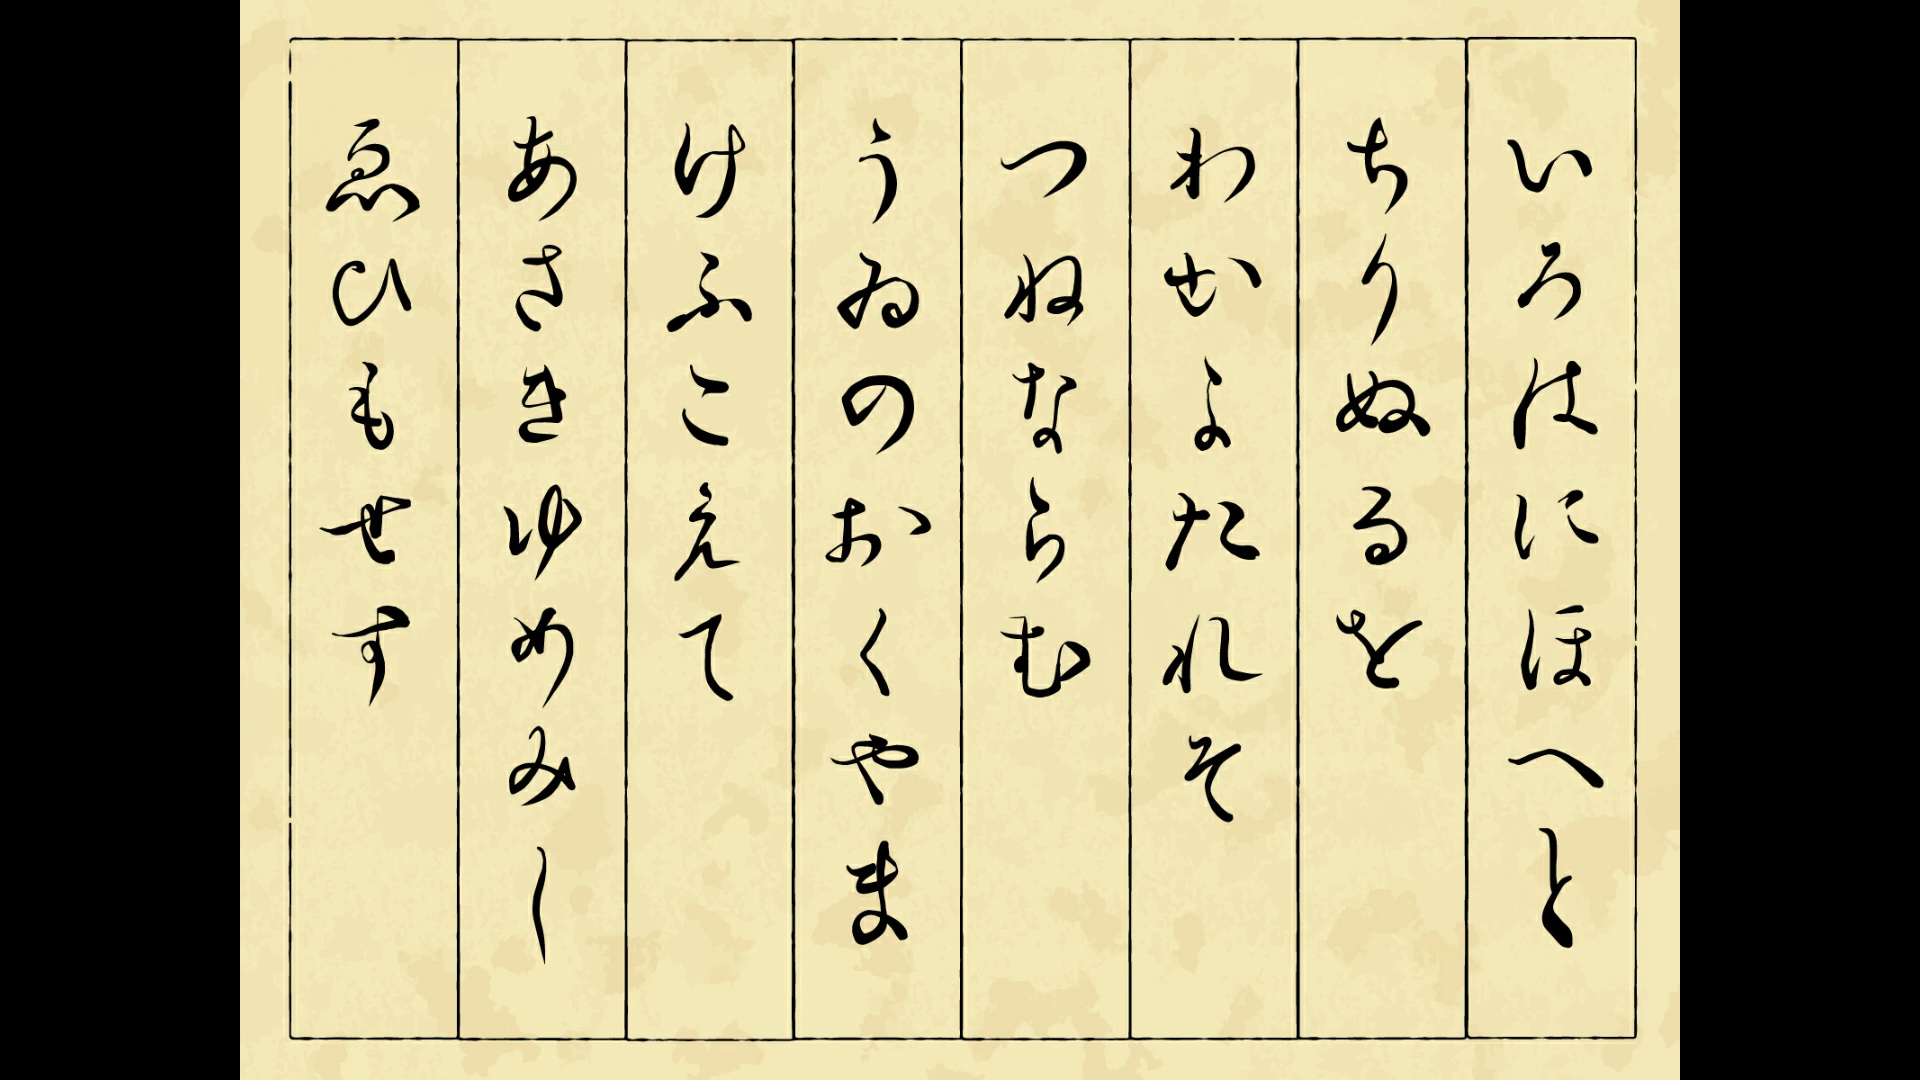 いろはにほへと
ちりぬるを
わかよたれそ
つねならむ
うゐのおくやま
けふこえて
あさきゆめみし
ゑひもせす